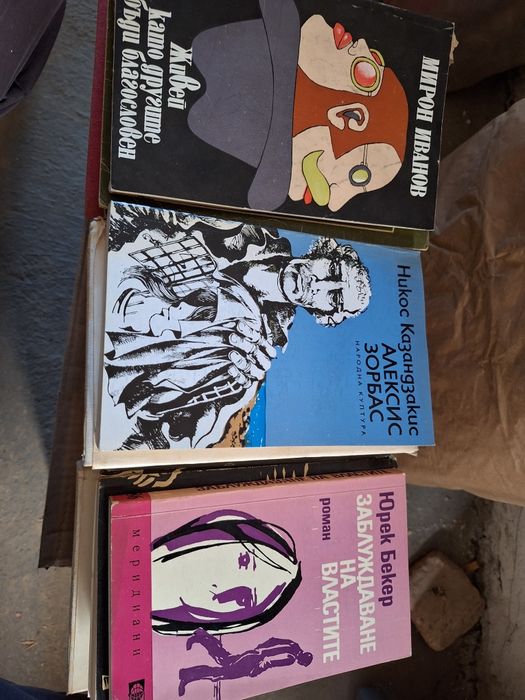 МИРОН ИВАНОВ
Живей
като другите
бъди благословен
Никос Казандзакис
АЛЕКСИС
ЗОРБАС
НАРОДНА КУЛТУРА
Юрек Бекер
ЗАБЛУЖДАВАНЕ
НА
ВЛАСТИТЕ
роман
меридиани